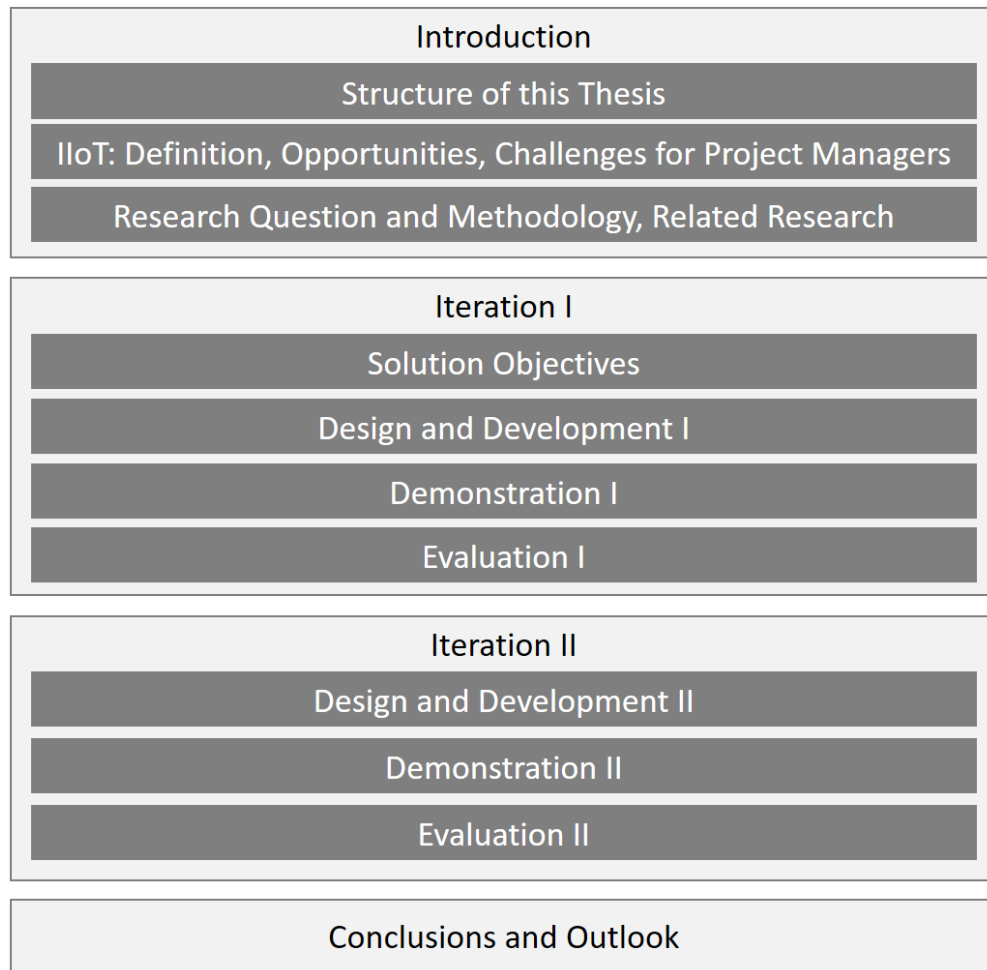 Introduction
Structure of this Thesis
IIoT: Definition, Opportunities, Challenges for Project Managers
Research Question and Methodology, Related Research
Iteration I
Solution Objectives
Design and Development I
Demonstration I
Evaluation I
Iteration II
Design and Development II
Demonstration II
Evaluation II
Conclusions and Outlook